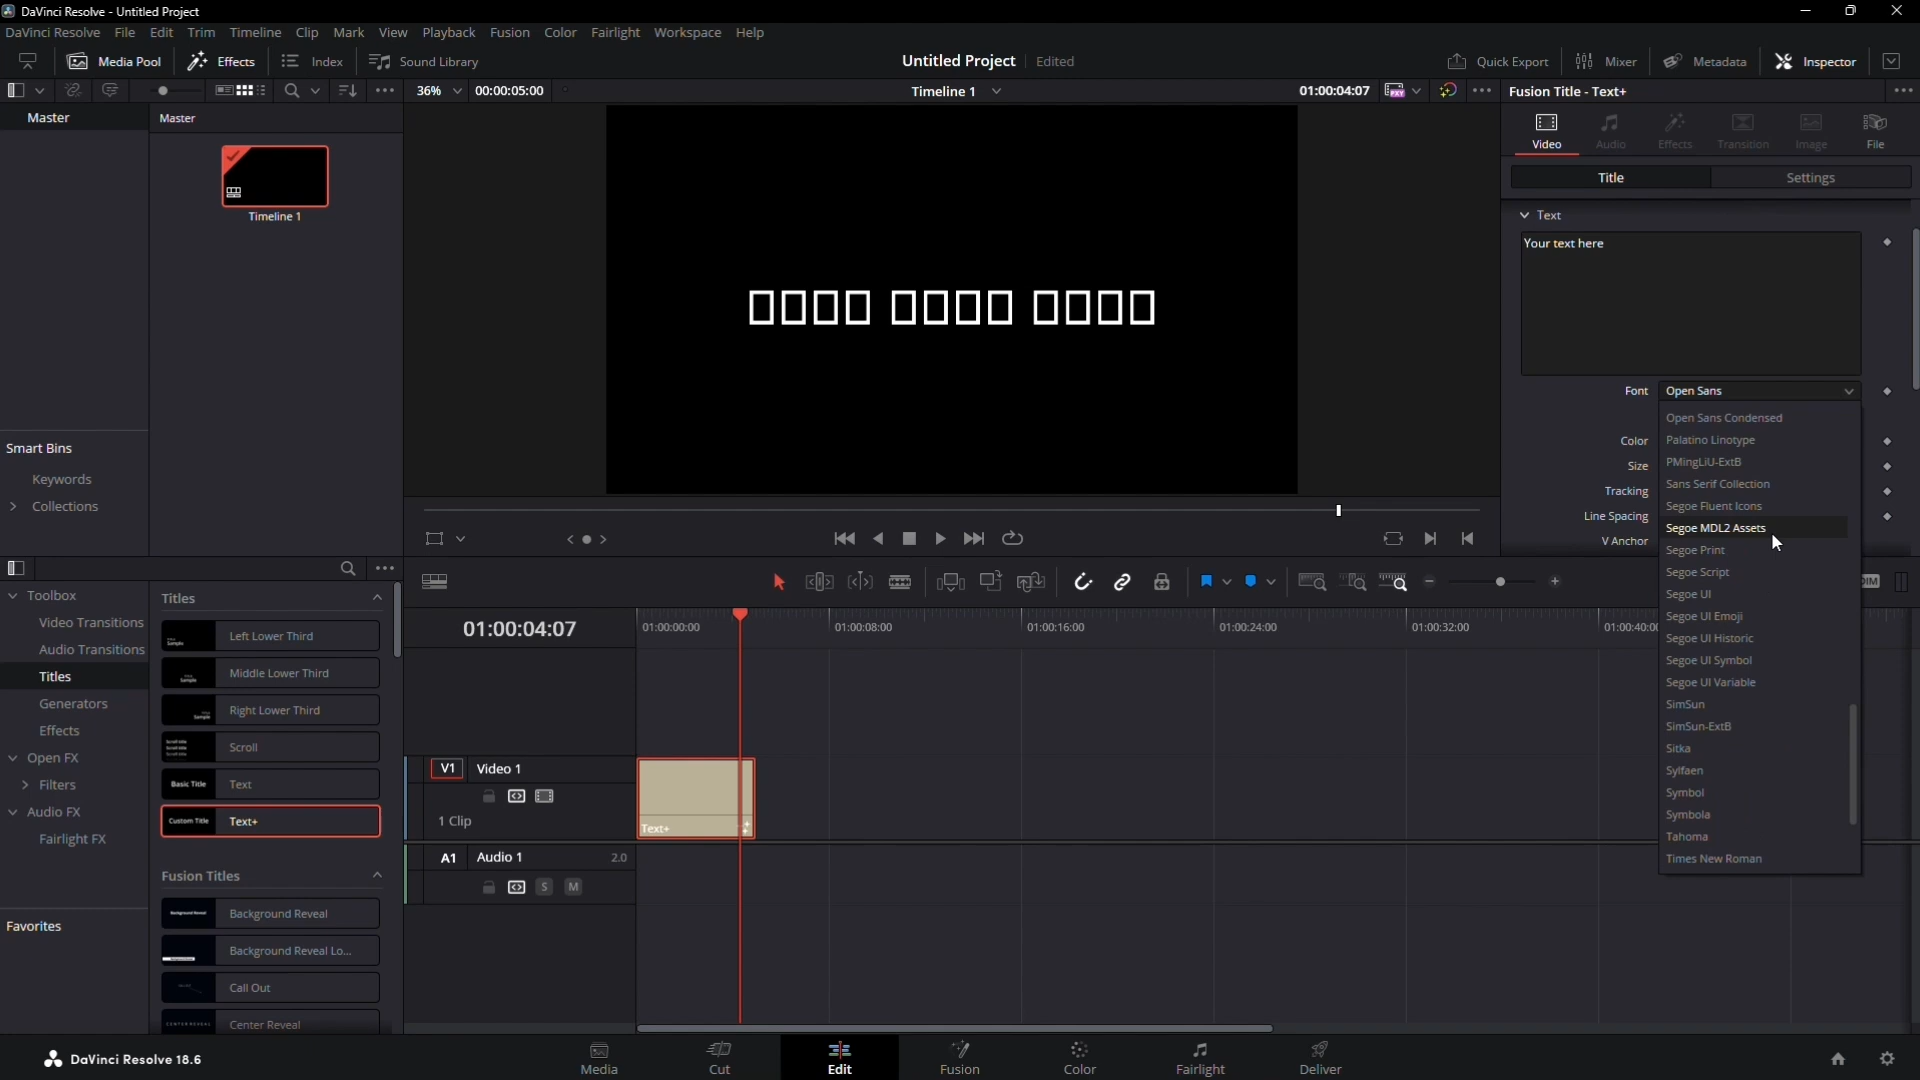 DaVinci Resolve - Untitled Project
DaVinci Resolve File Edit Trim Timeline Clip Mark View Playback Fusion Color Fairlight Workspace Help
Media Pool Effects Index Sound Library Untitled Project Edited Quick Export Mixer Metadata Inspector
36% 00:00:05:00 Timeline 1 01:00:04:07 Fusion Title - Text+
Master
Master
Timeline 1
Smart Bins
Keywords
Collections
Video Audio Effects Transition Image File
Title Settings
Text
Your text here
Font Open Sans
Color
Size
Tracking
Line Spacing
V Anchor
Open Sans Condensed
Palatino Linotype
PMingLiU-ExtB
Sans Serif Collection
Segoe Fluent Icons
Segoe MDL2 Assets
Segoe Print
Segoe Script
Segoe UI
Segoe UI Emoji
Segoe UI Historic
Segoe UI Symbol
Segoe UI Variable
SimSun
SimSun-ExtB
Sitka
Sylfaen
Symbol
Symbola
Tahoma
Times New Roman
Toolbox
Video Transitions
Audio Transitions
Titles
Generators
Effects
Open FX
Filters
Audio FX
Fairlight FX
Favorites
Titles
Left Lower Third
Middle Lower Third
Right Lower Third
Scroll
Basic Title Text
Custom Title Text+
Fusion Titles
Background Reveal
Background Reveal Lo...
Call Out
Center Reveal
01:00:04:07 01:00:00:00 01:00:08:00 01:00:16:00 01:00:24:00 01:00:32:00
V1 Video 1
1 Clip
Text+
A1 Audio 1 2.0
S M
DaVinci Resolve 18.6
Media Cut Edit Fusion Color Fairlight Deliver